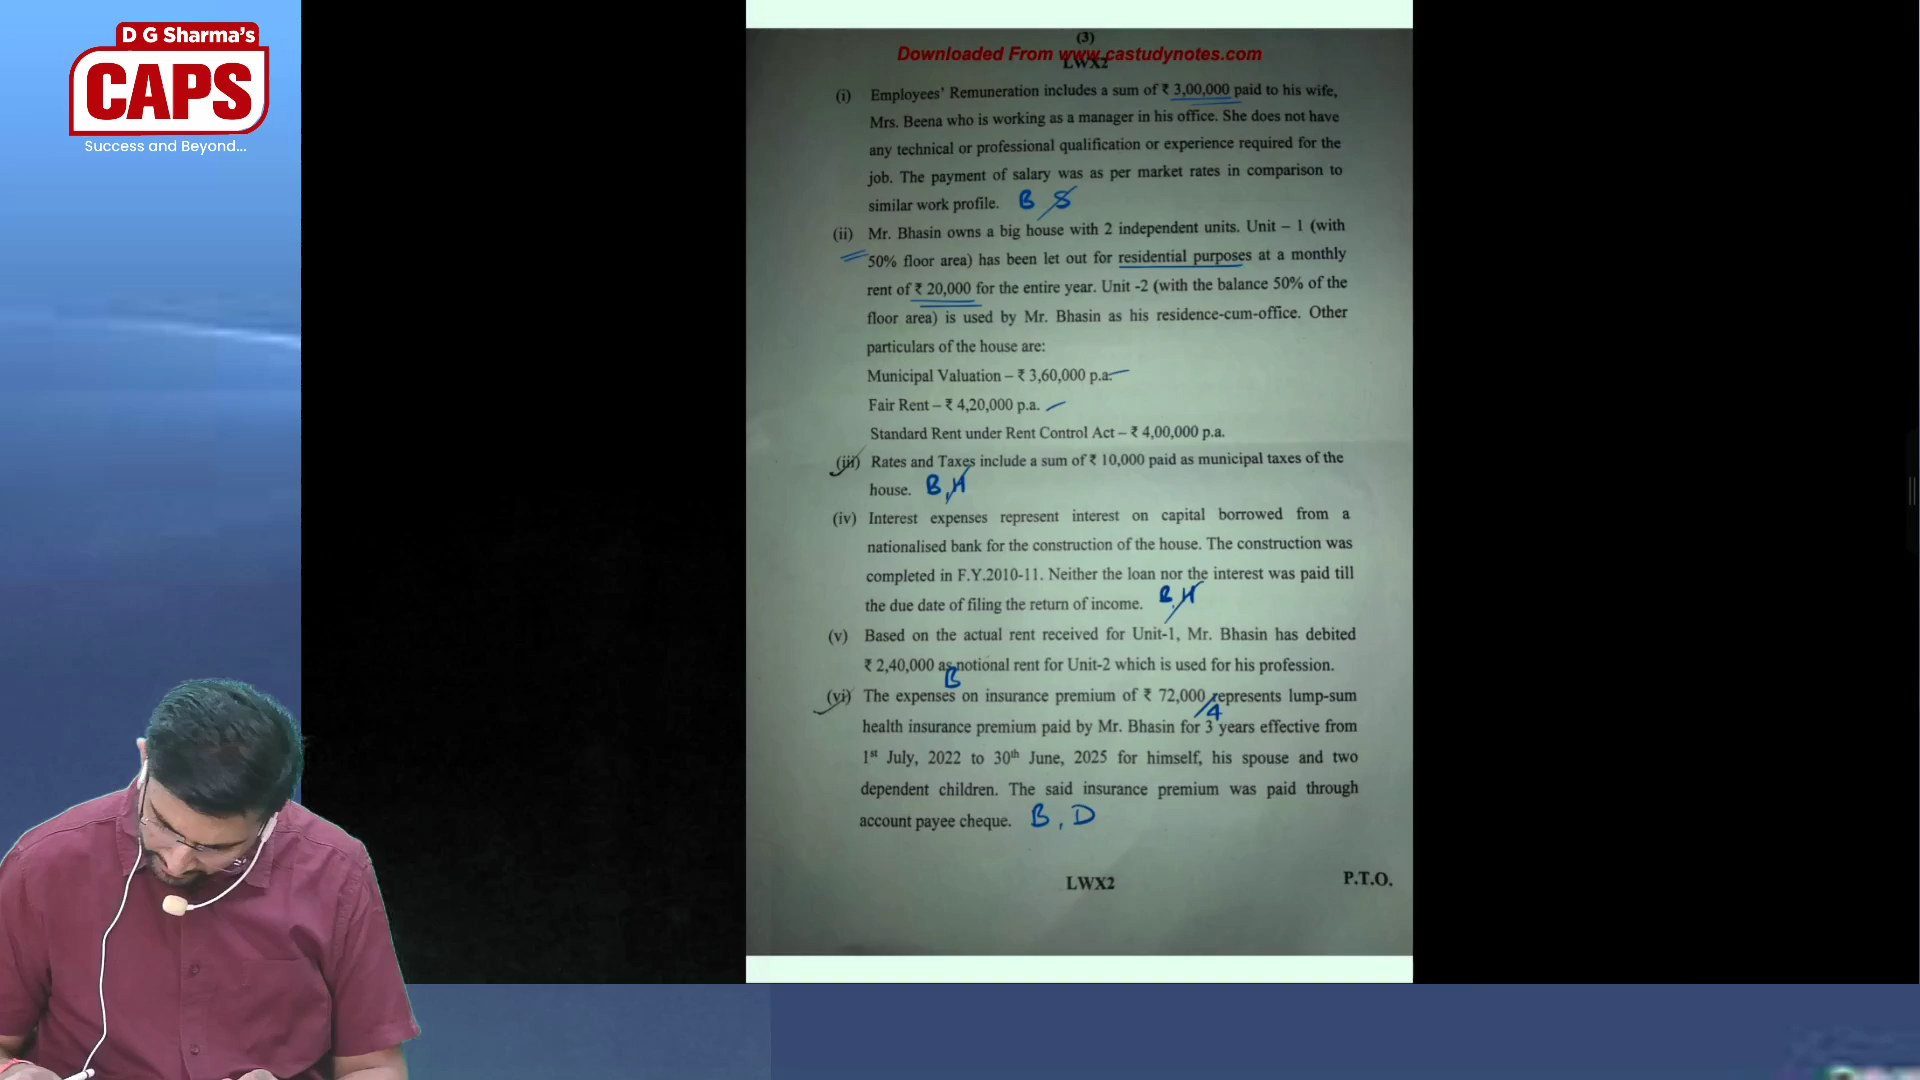 D G Sharma's
CAPS
Success and Beyond...
(3)
Downloaded From www.castudynotes.com
LWX2
(i) Employees' Remuneration includes a sum of ₹ 3,00,000 paid to his wife,
Mrs. Beena who is working as a manager in his office. She does not have
any technical or professional qualification or experience required for the
job. The payment of salary was as per market rates in comparison to
similar work profile. B S
(ii) Mr. Bhasin owns a big house with 2 independent units. Unit – 1 (with
50% floor area) has been let out for residential purposes at a monthly
rent of ₹ 20,000 for the entire year. Unit -2 (with the balance 50% of the
floor area) is used by Mr. Bhasin as his residence-cum-office. Other
particulars of the house are:
Municipal Valuation – ₹ 3,60,000 p.a.
Fair Rent – ₹ 4,20,000 p.a.
Standard Rent under Rent Control Act – ₹ 4,00,000 p.a.
(iii) Rates and Taxes include a sum of ₹ 10,000 paid as municipal taxes of the
house. B, H
(iv) Interest expenses represent interest on capital borrowed from a
nationalised bank for the construction of the house. The construction was
completed in F.Y.2010-11. Neither the loan nor the interest was paid till
the due date of filing the return of income. B, H
(v) Based on the actual rent received for Unit-1, Mr. Bhasin has debited
₹ 2,40,000 as notional rent for Unit-2 which is used for his profession.
B
(vi) The expenses on insurance premium of ₹ 72,000 represents lump-sum
/4
health insurance premium paid by Mr. Bhasin for 3 years effective from
1st July, 2022 to 30th June, 2025 for himself, his spouse and two
dependent children. The said insurance premium was paid through
account payee cheque. B, D
LWX2
P.T.O.